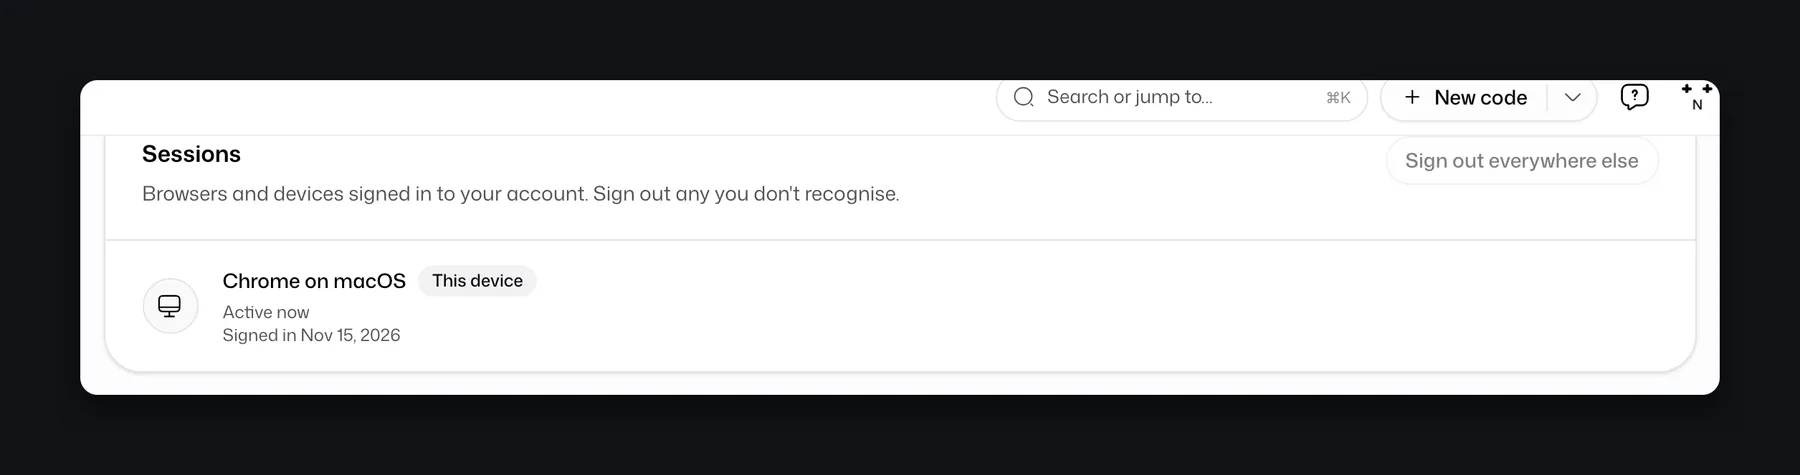 Search or jump to... ⌘K
+ New code
N
Sessions
Sign out everywhere else
Browsers and devices signed in to your account. Sign out any you don't recognise.
Chrome on macOS This device
Active now
Signed in Nov 15, 2026